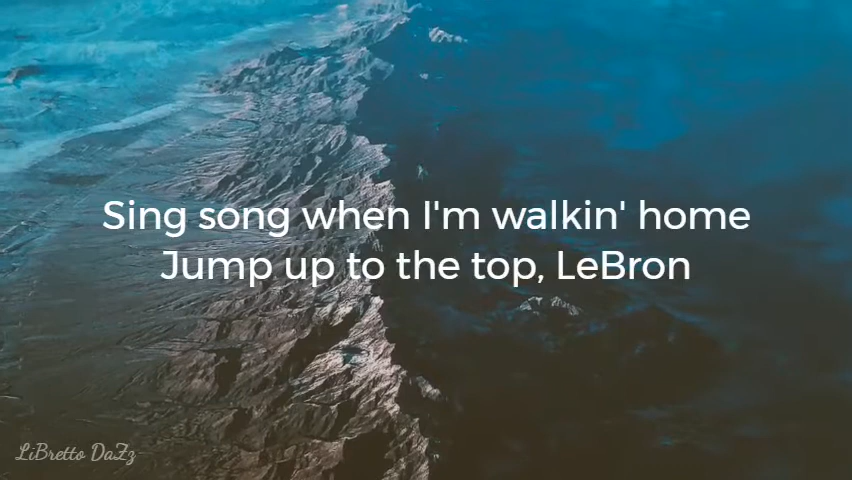 Sing song when I'm walkin' home
Jump up to the top, LeBron
LiBretto DaZz